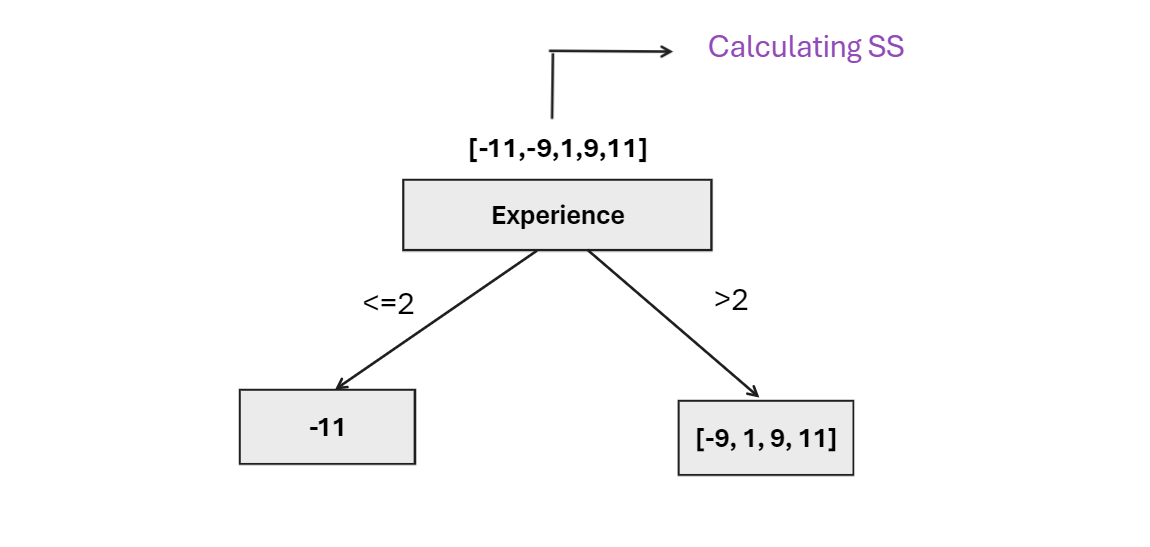 Calculating SS
[-11,-9,1,9,11]
Experience
<=2
>2
-11
[-9, 1, 9, 11]